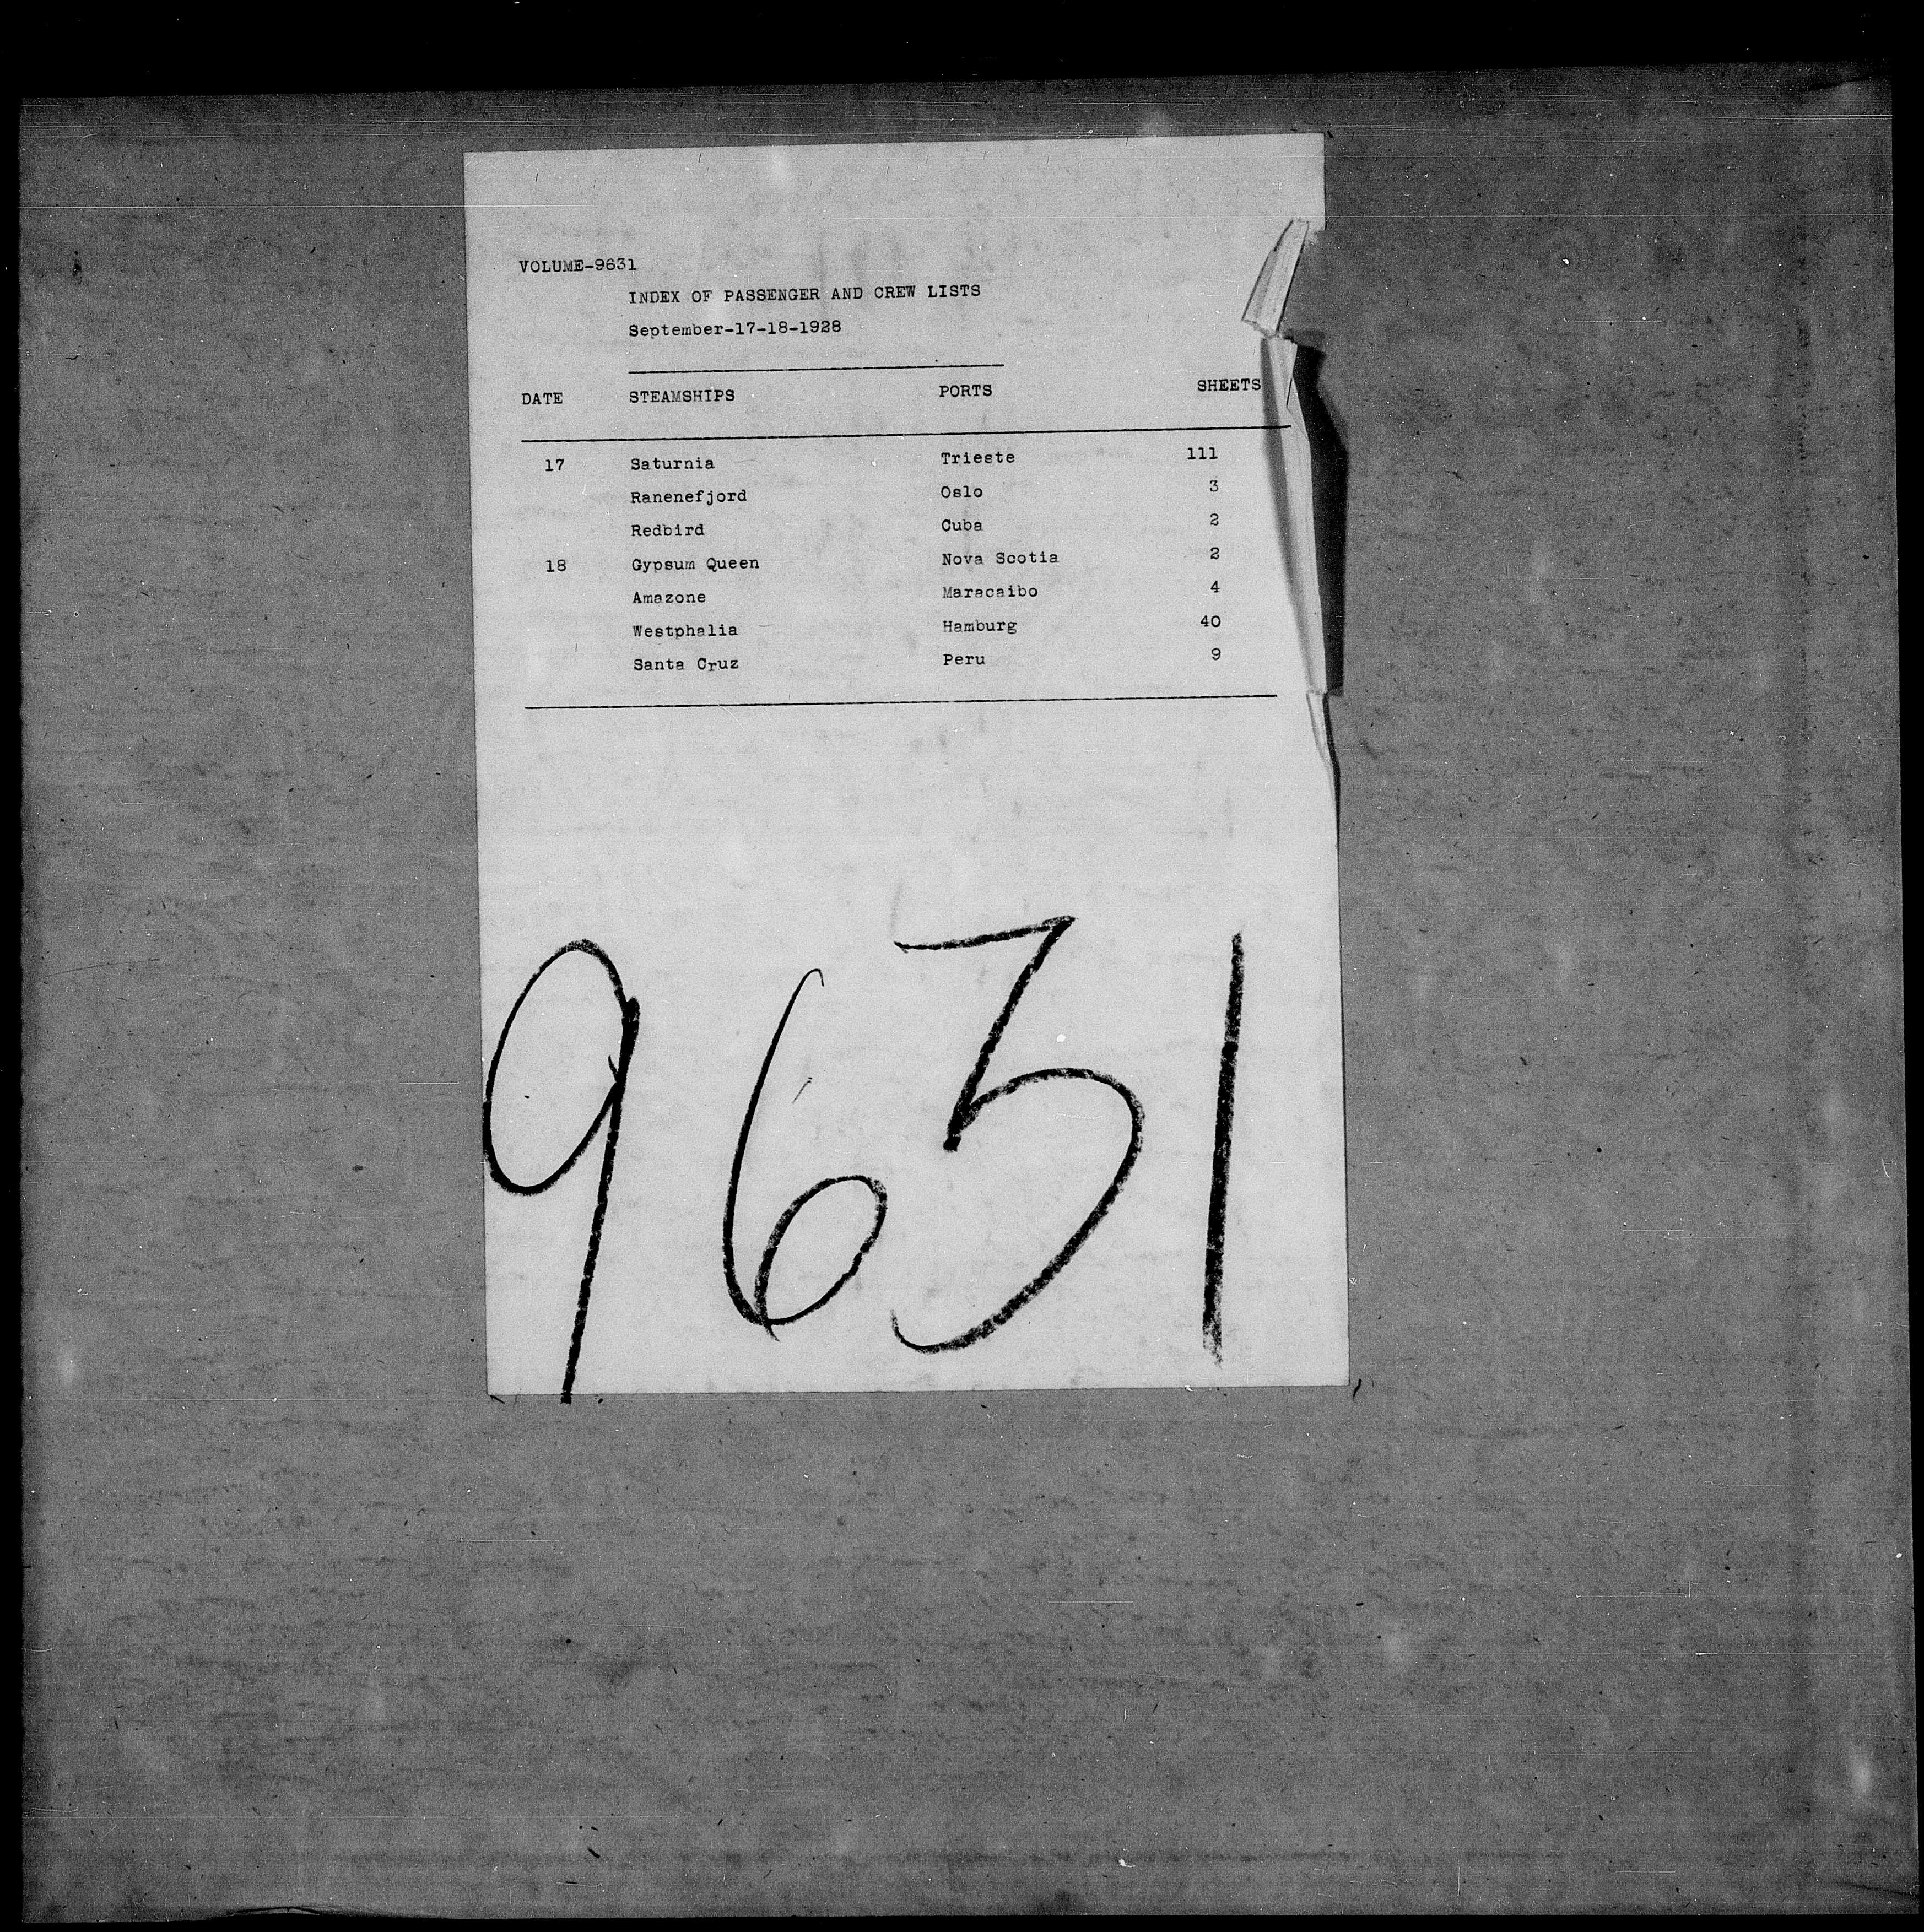 VOLUME-9631
INDEX OF PASSENGER AND CREW LISTS
September-17-18-1928
DATE STEAMSHIPS PORTS SHEETS
17 Saturnia Trieste 111
Ranenefjord Oslo 3
Redbird Cuba 2
18 Gypsum Queen Nova Scotia 2
Amazone Maracaibo 4
Westphalia Hamburg 40
Santa Cruz Peru 9
9631